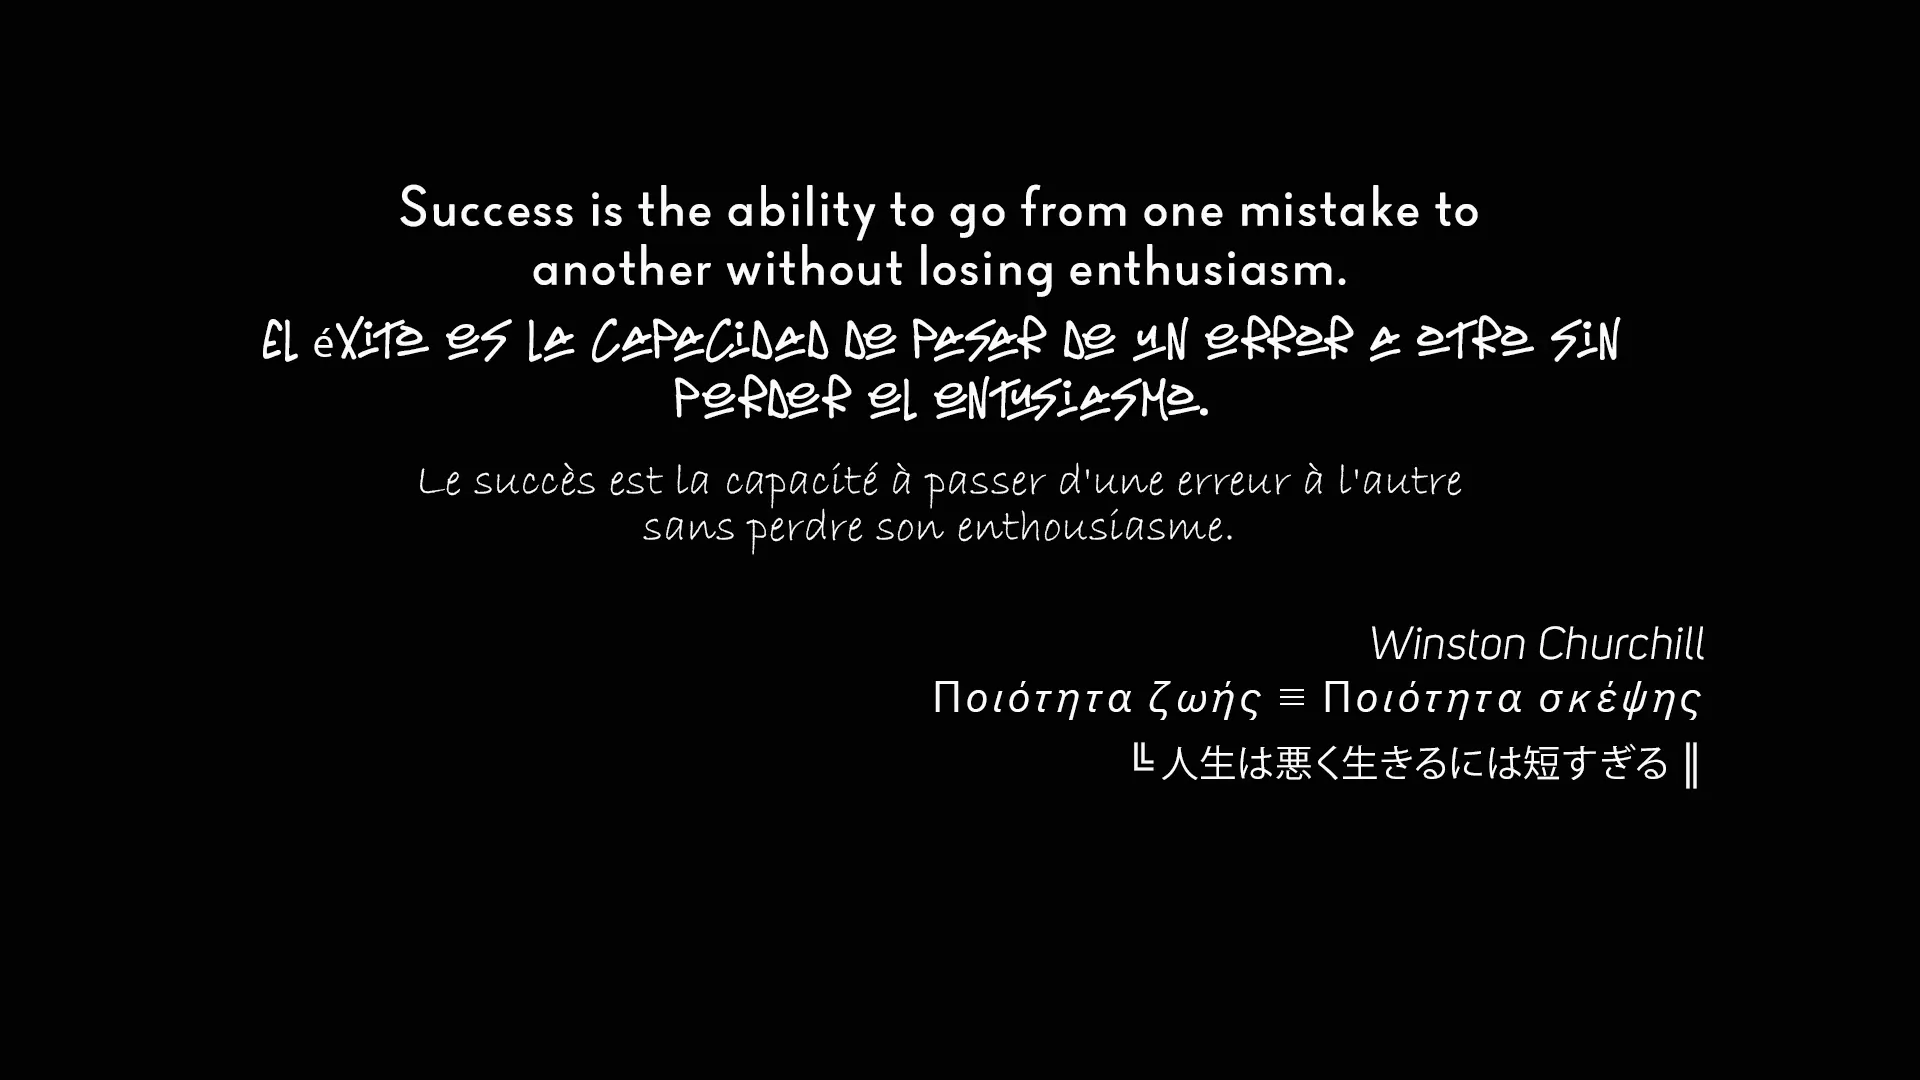 Success is the ability to go from one mistake to
another without losing enthusiasm.
El éxito es la capacidad de pasar de un error a otro sin
perder el entusiasmo.
Le succès est la capacité à passer d'une erreur à l'autre
sans perdre son enthousiasme.
Winston Churchill
Ποιότητα ζωής ≡ Ποιότητα σκέψης
╚ 人生は悪く生きるには短すぎる ║